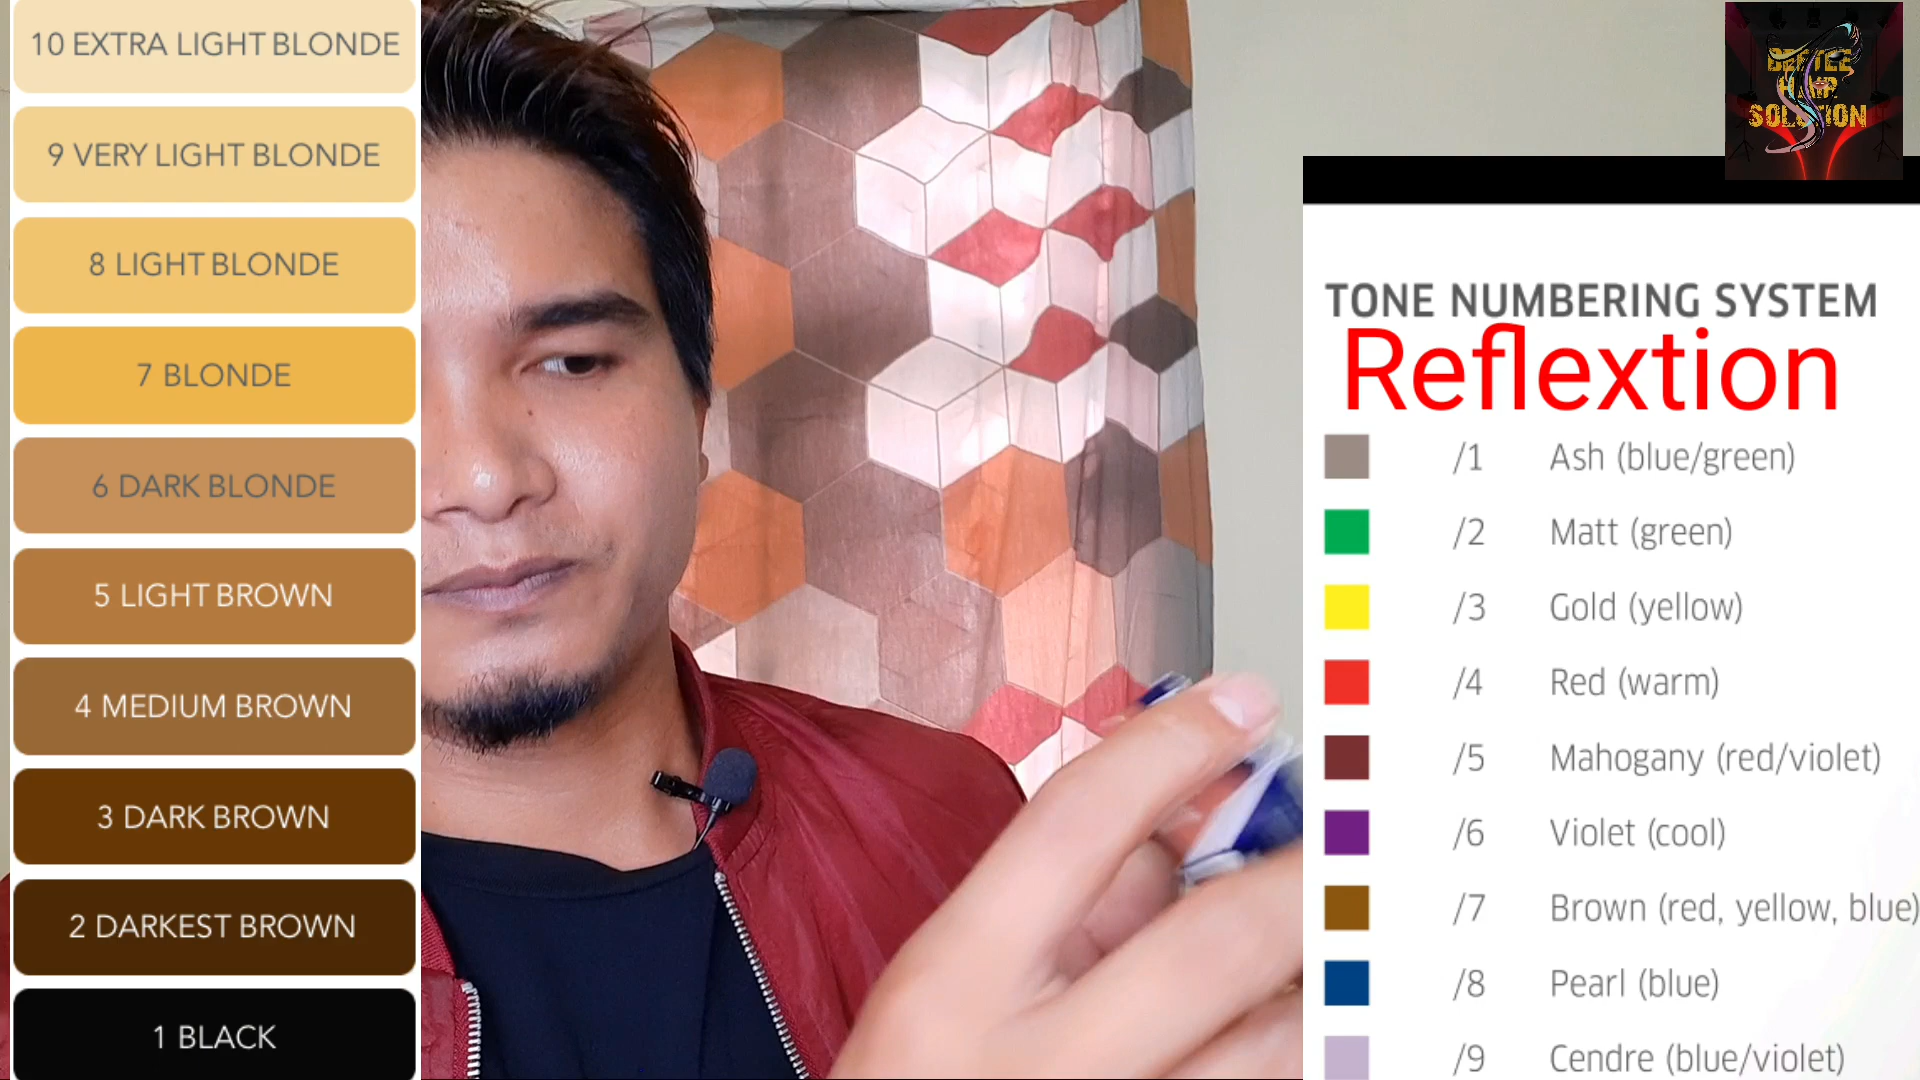 10 EXTRA LIGHT BLONDE
9 VERY LIGHT BLONDE
8 LIGHT BLONDE
7 BLONDE
6 DARK BLONDE
5 LIGHT BROWN
4 MEDIUM BROWN
3 DARK BROWN
2 DARKEST BROWN
1 BLACK
HAIR
SOLUTION
TONE NUMBERING SYSTEM
Reflextion
/1 Ash (blue/green)
/2 Matt (green)
/3 Gold (yellow)
/4 Red (warm)
/5 Mahogany (red/violet)
/6 Violet (cool)
/7 Brown (red, yellow, blue)
/8 Pearl (blue)
/9 Cendre (blue/violet)